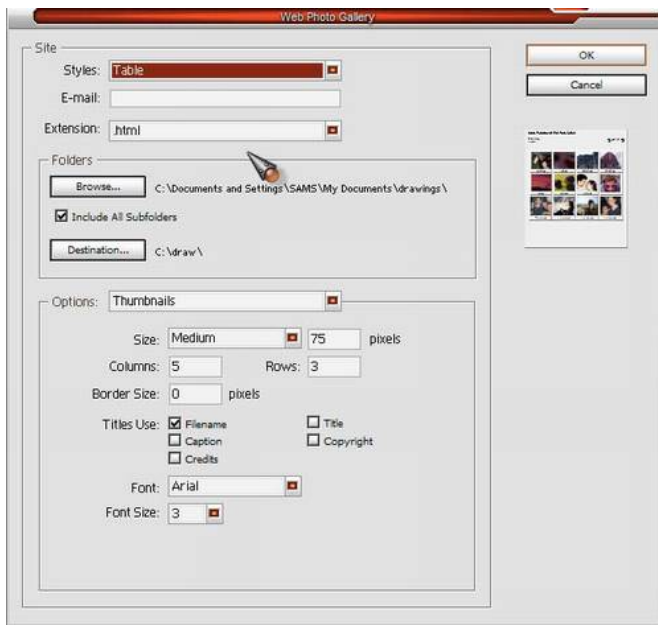 Web Photo Gallery
Site
Styles: Table
E-mail:
Extension: .html
Folders
Browse... C:\Documents and Settings\SAMS\My Documents\drawings\
Include All Subfolders
Destination... C:\draw\
Options: Thumbnails
Size: Medium 75 pixels
Columns: 5 Rows: 3
Border Size: 0 pixels
Titles Use: Filename Title
Caption Copyright
Credits
Font: Arial
Font Size: 3
OK
Cancel